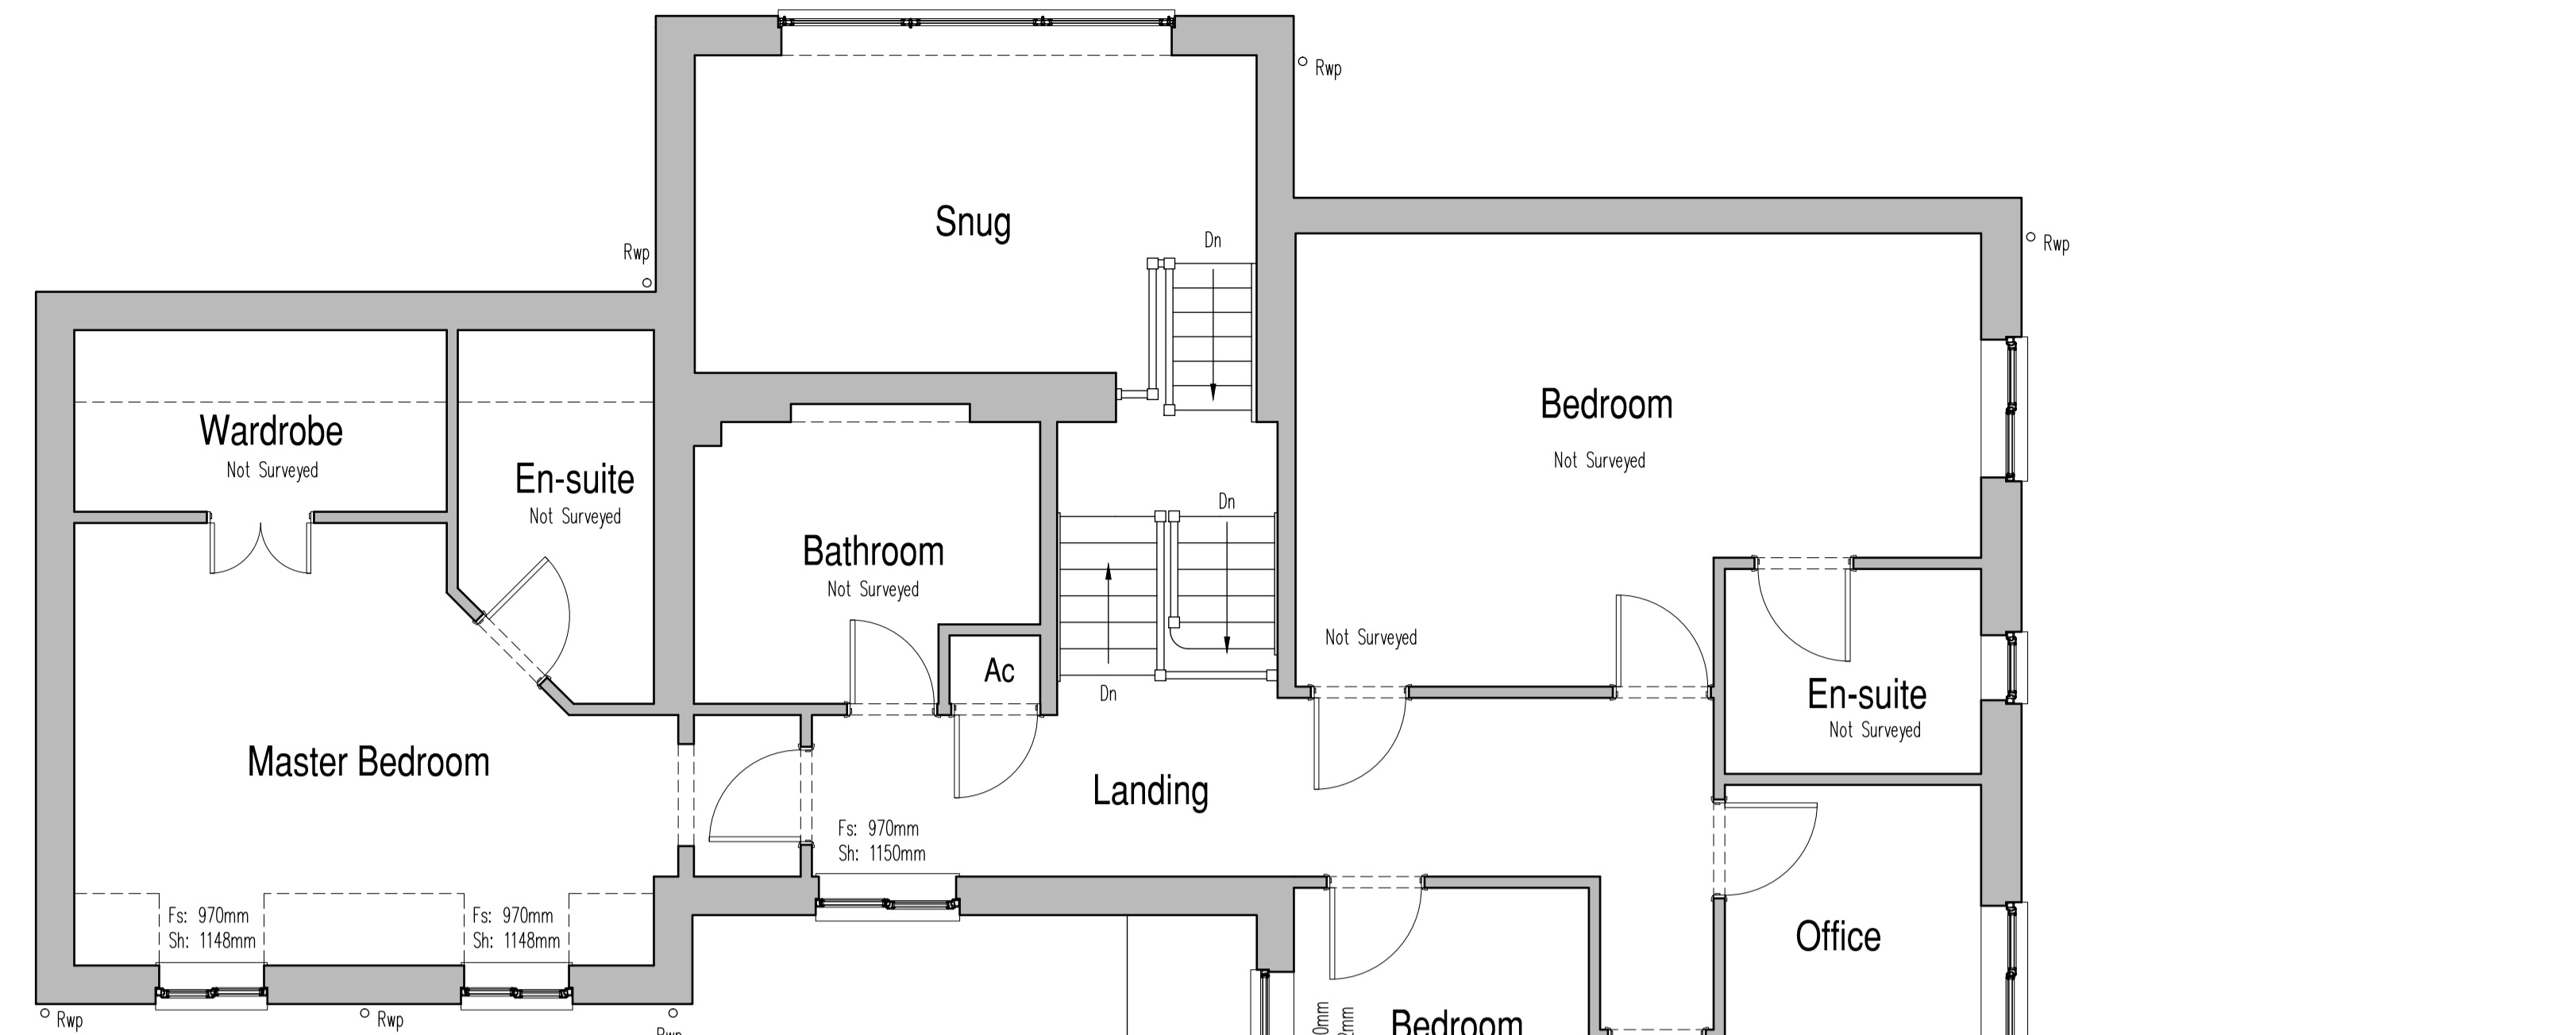 Rwp
Snug
Dn
Rwp
Rwp
Wardrobe
Not Surveyed
En-suite
Not Surveyed
Bedroom
Not Surveyed
Dn
Bathroom
Not Surveyed
Ac
Dn
Not Surveyed
En-suite
Not Surveyed
Master Bedroom
Landing
Fs: 970mm
Sh: 1150mm
Fs: 970mm
Sh: 1148mm
Fs: 970mm
Sh: 1148mm
Office
Rwp
Rwp
Rwp
Bedroom